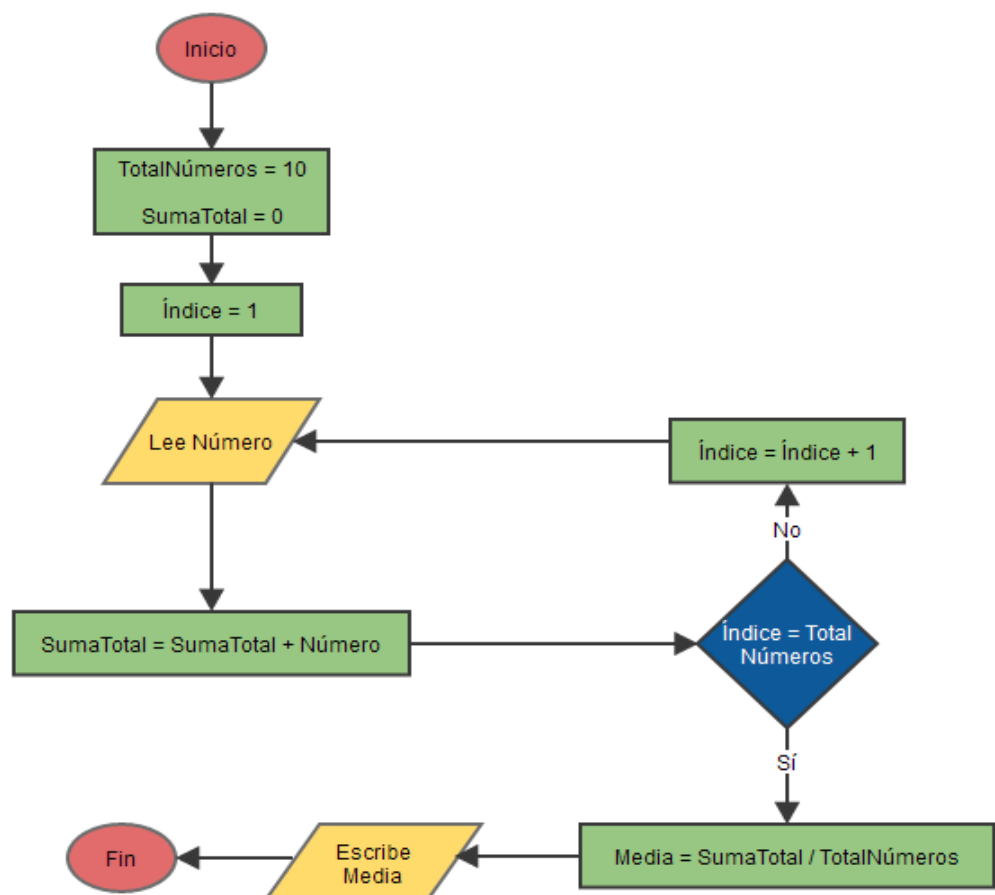 Inicio
TotalNúmeros = 10
SumaTotal = 0
Índice = 1
Lee Número
Índice = Índice + 1
No
SumaTotal = SumaTotal + Número
Índice = Total
Números
Sí
Media = SumaTotal / TotalNúmeros
Escribe
Media
Fin